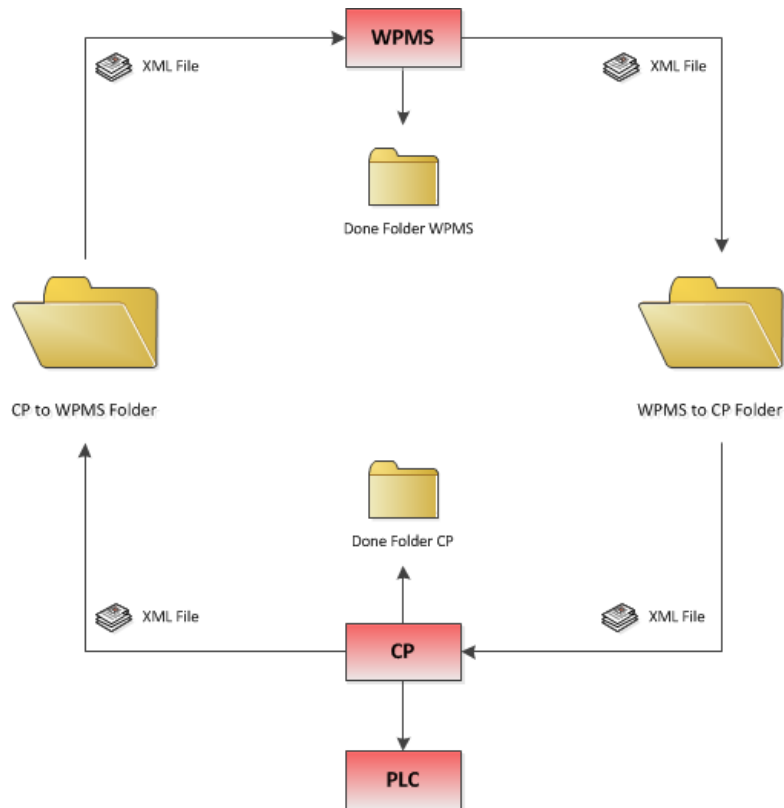 WPMS
XML File
XML File
Done Folder WPMS
CP to WPMS Folder
WPMS to CP Folder
Done Folder CP
XML File
XML File
CP
PLC